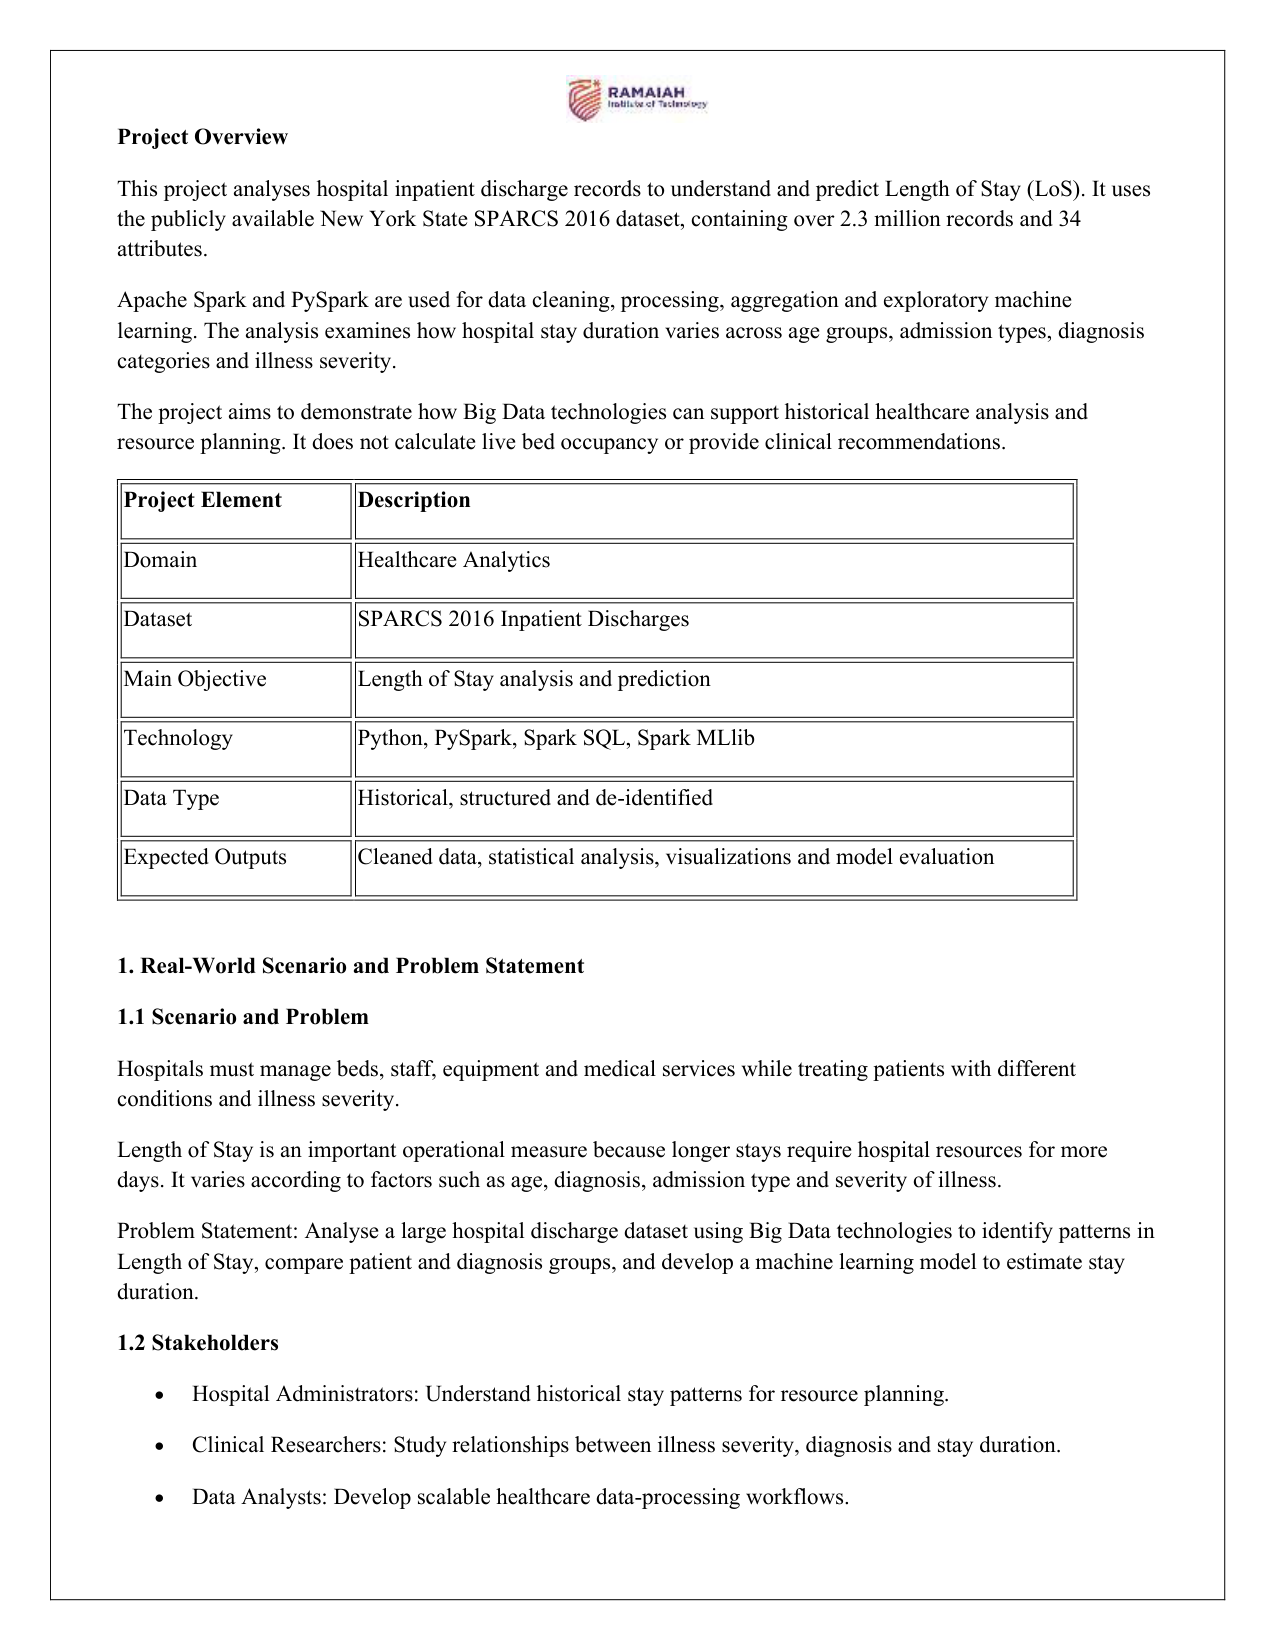 RAMAIAH
Institute of Technology
Project Overview
This project analyses hospital inpatient discharge records to understand and predict Length of Stay (LoS). It uses
the publicly available New York State SPARCS 2016 dataset, containing over 2.3 million records and 34
attributes.
Apache Spark and PySpark are used for data cleaning, processing, aggregation and exploratory machine
learning. The analysis examines how hospital stay duration varies across age groups, admission types, diagnosis
categories and illness severity.
The project aims to demonstrate how Big Data technologies can support historical healthcare analysis and
resource planning. It does not calculate live bed occupancy or provide clinical recommendations.
Project Element Description
Domain Healthcare Analytics
Dataset SPARCS 2016 Inpatient Discharges
Main Objective Length of Stay analysis and prediction
Technology Python, PySpark, Spark SQL, Spark MLlib
Data Type Historical, structured and de-identified
Expected Outputs Cleaned data, statistical analysis, visualizations and model evaluation
1. Real-World Scenario and Problem Statement
1.1 Scenario and Problem
Hospitals must manage beds, staff, equipment and medical services while treating patients with different
conditions and illness severity.
Length of Stay is an important operational measure because longer stays require hospital resources for more
days. It varies according to factors such as age, diagnosis, admission type and severity of illness.
Problem Statement: Analyse a large hospital discharge dataset using Big Data technologies to identify patterns in
Length of Stay, compare patient and diagnosis groups, and develop a machine learning model to estimate stay
duration.
1.2 Stakeholders
• Hospital Administrators: Understand historical stay patterns for resource planning.
• Clinical Researchers: Study relationships between illness severity, diagnosis and stay duration.
• Data Analysts: Develop scalable healthcare data-processing workflows.